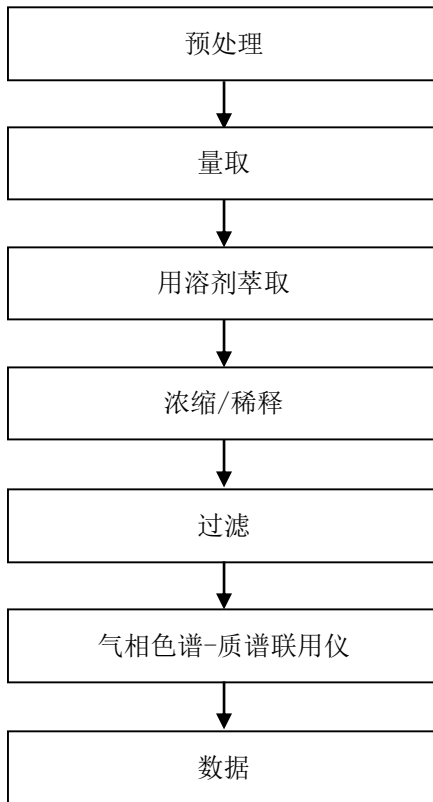 预处理
量取
用溶剂萃取
浓缩/稀释
过滤
气相色谱-质谱联用仪
数据